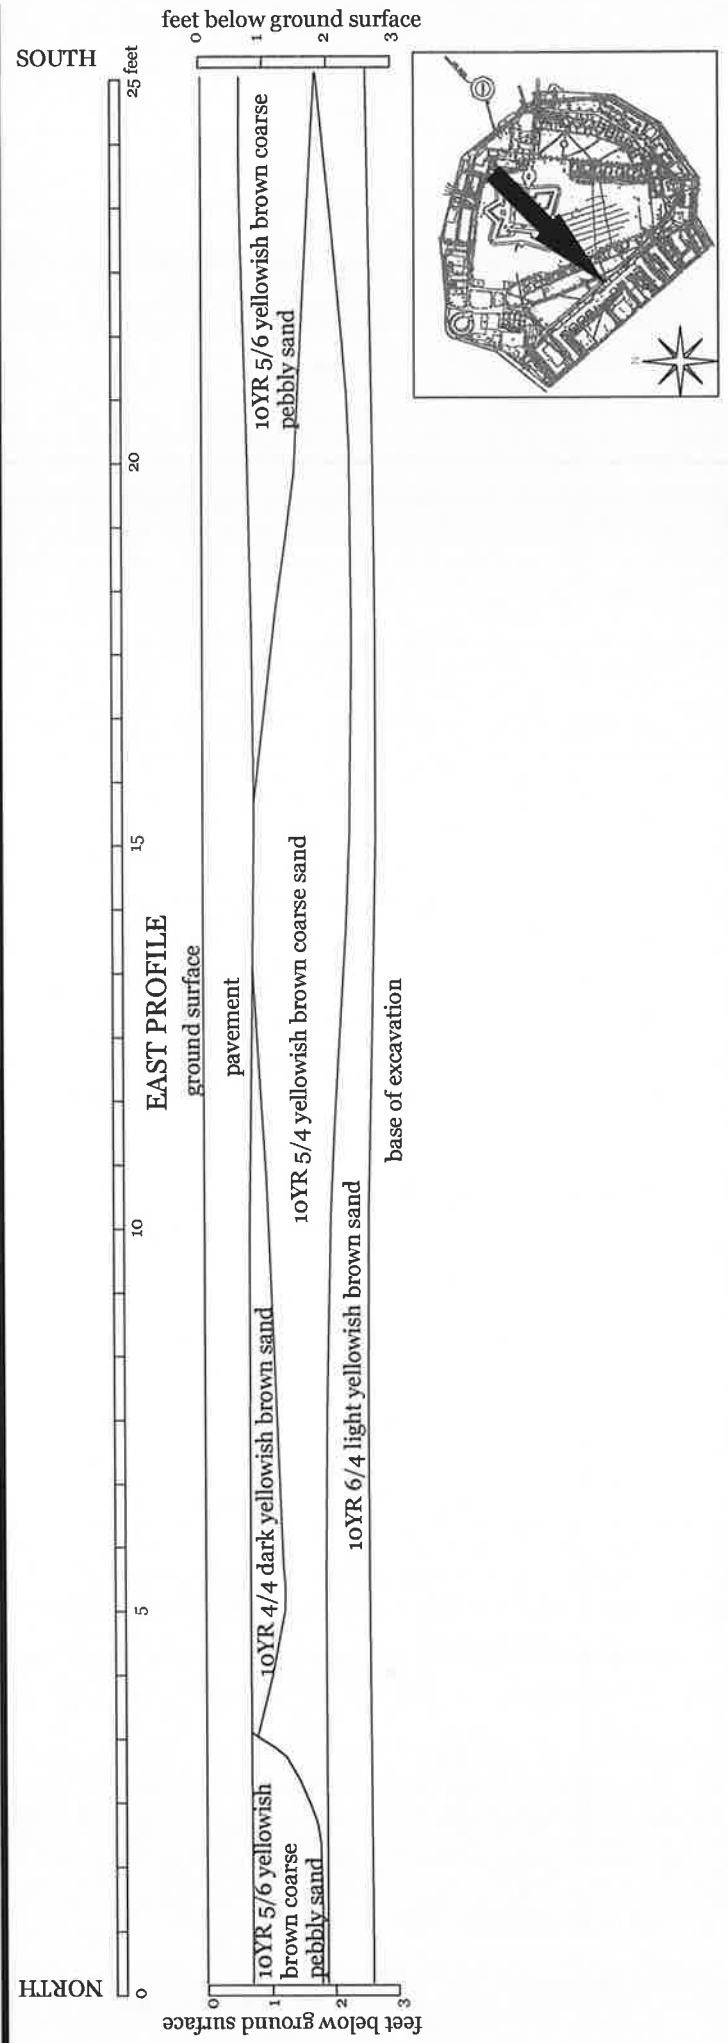 NORTH
SOUTH
0
5
10
15
20
25 feet
EAST PROFILE
feet below ground surface
0
1
2
3
feet below ground surface
0
1
2
3
ground surface
pavement
10YR 5/6 yellowish
brown coarse
pebbly sand
10YR 4/4 dark yellowish brown sand
10YR 5/4 yellowish brown coarse sand
10YR 5/6 yellowish brown coarse
pebbly sand
10YR 6/4 light yellowish brown sand
base of excavation
N